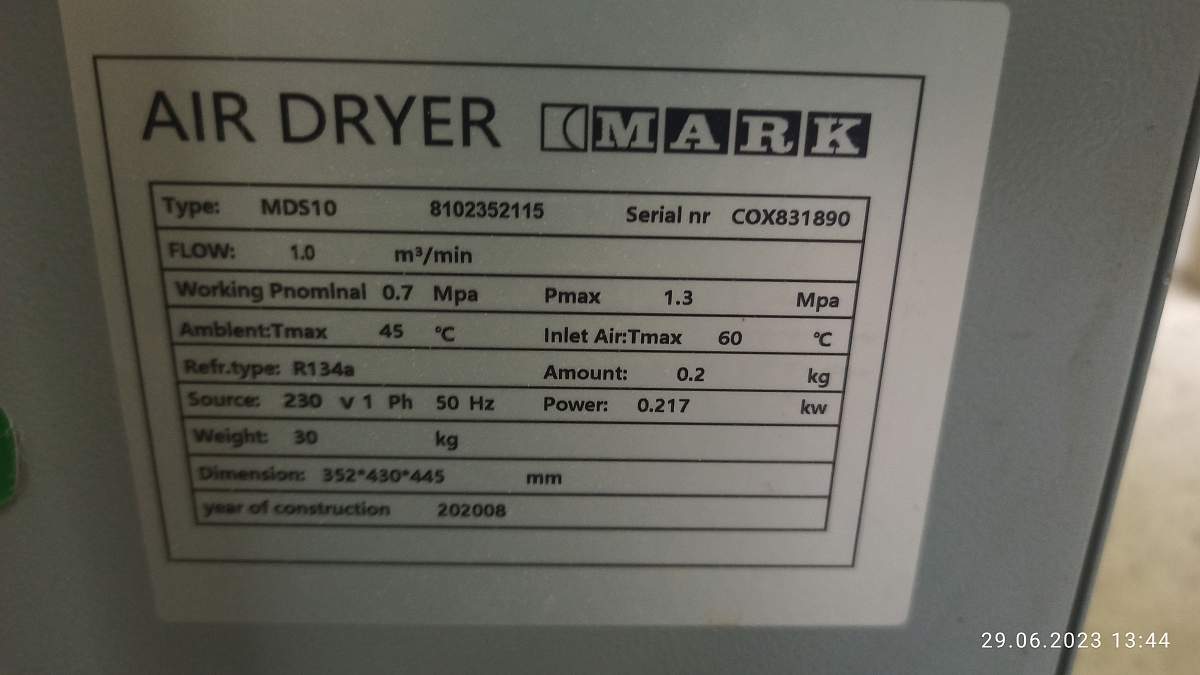 AIR DRYER MARK
Type: MDS10 8102352115 Serial nr COX831890
FLOW: 1.0 m³/min
Working PnomInal 0.7 Mpa Pmax 1.3 Mpa
AmbIent:Tmax 45 °C Inlet Air:Tmax 60 °C
Refr.type: R134a Amount: 0.2 kg
Source: 230 v 1 Ph 50 Hz Power: 0.217 kw
Weight: 30 kg
Dimension: 352*430*445 mm
year of construction 202008
29.06.2023 13:44